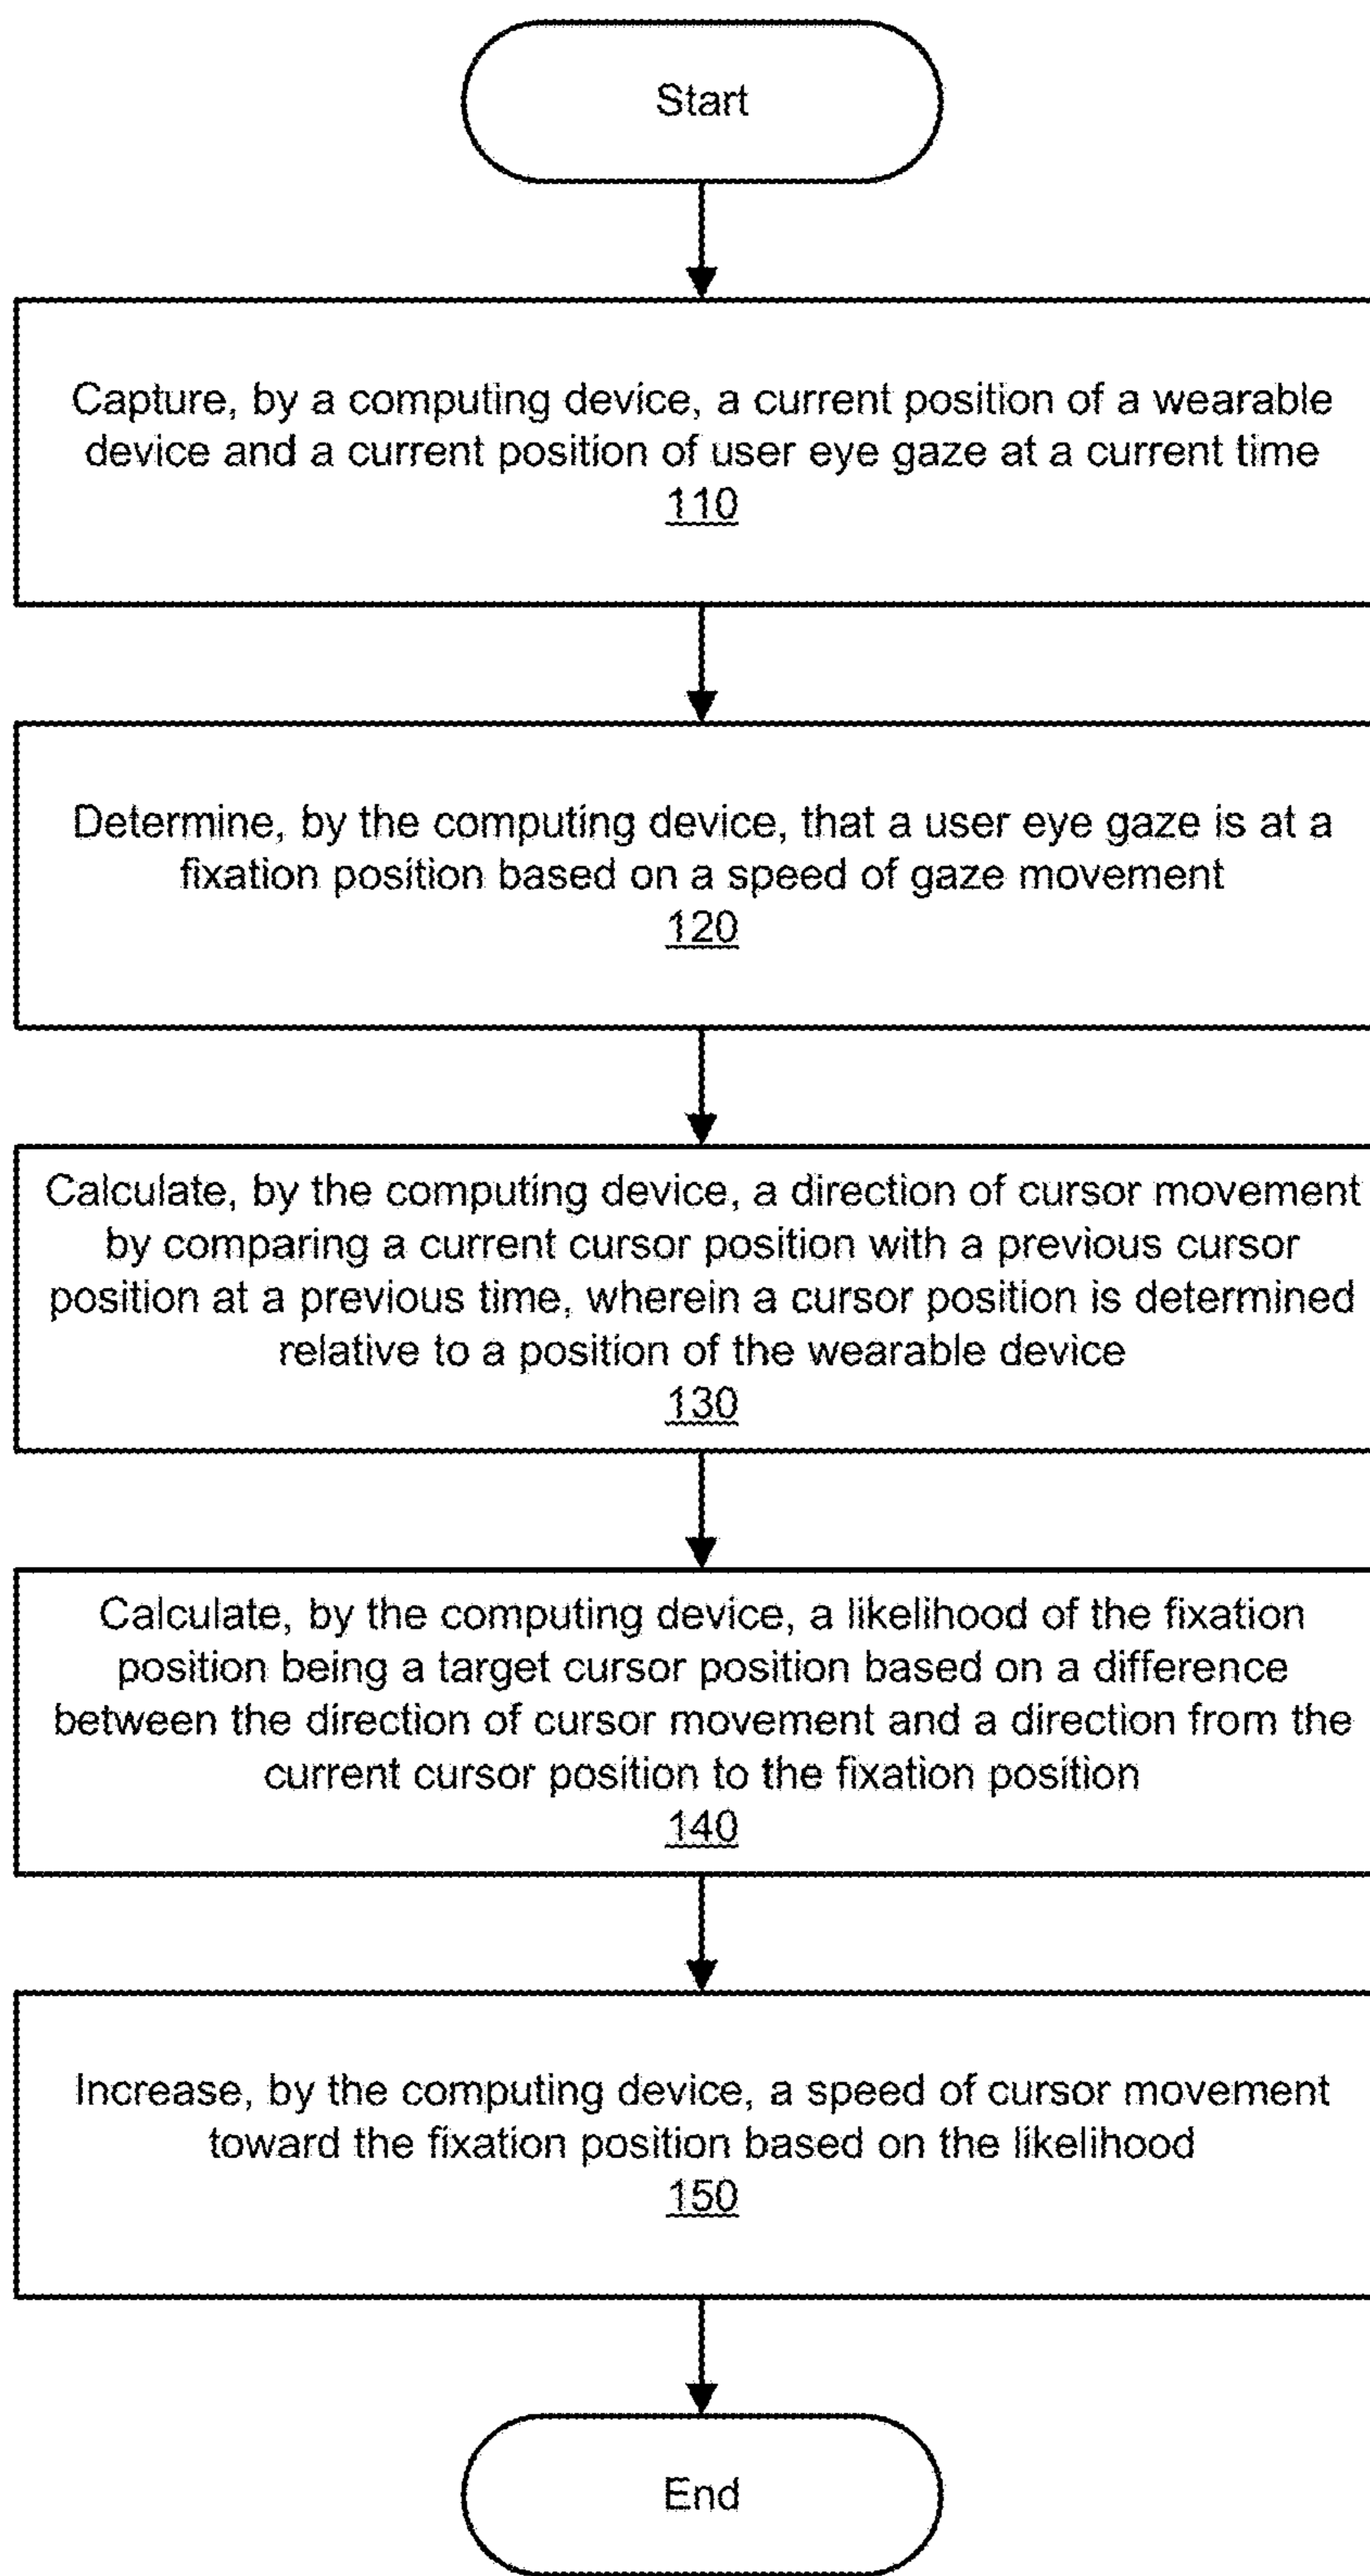 Start
Capture, by a computing device, a current position of a wearable
device and a current position of user eye gaze at a current time
110
Determine, by the computing device, that a user eye gaze is at a
fixation position based on a speed of gaze movement
120
Calculate, by the computing device, a direction of cursor movement
by comparing a current cursor position with a previous cursor
position at a previous time, wherein a cursor position is determined
relative to a position of the wearable device
130
Calculate, by the computing device, a likelihood of the fixation
position being a target cursor position based on a difference
between the direction of cursor movement and a direction from the
current cursor position to the fixation position
140
Increase, by the computing device, a speed of cursor movement
toward the fixation position based on the likelihood
150
End